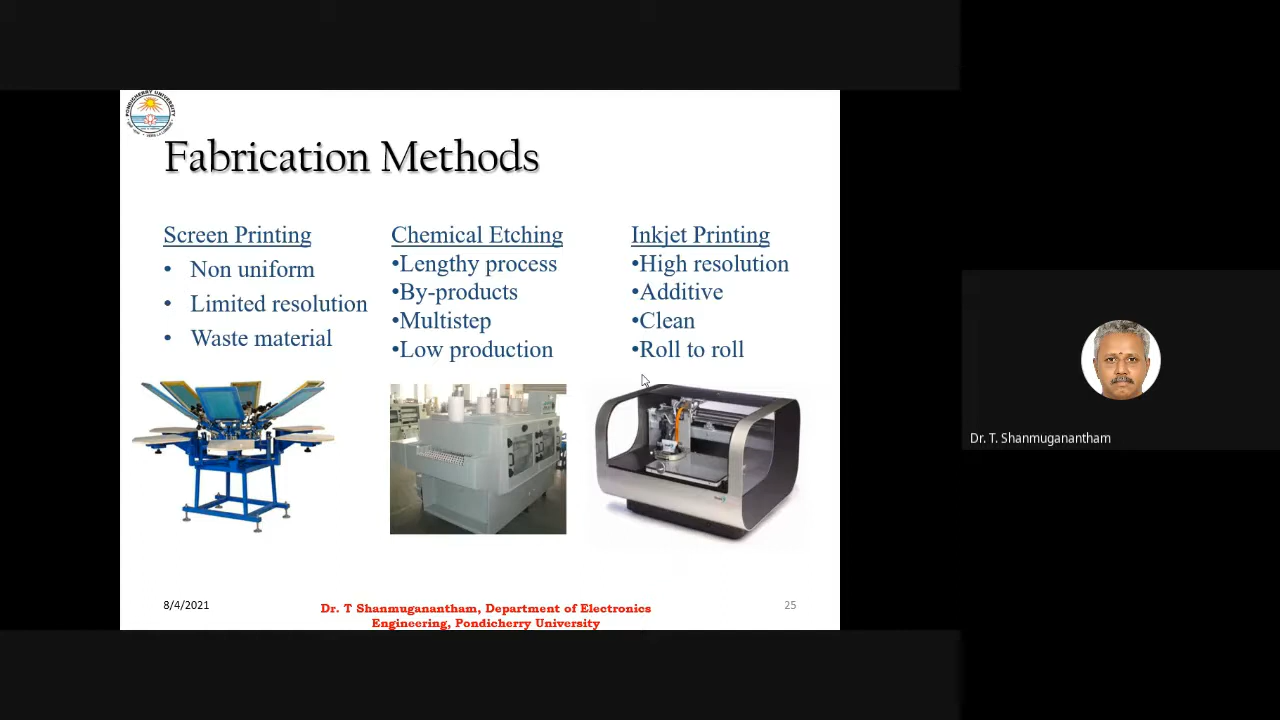 Fabrication Methods
Screen Printing
• Non uniform
• Limited resolution
• Waste material
Chemical Etching
•Lengthy process
•By-products
•Multistep
•Low production
Inkjet Printing
•High resolution
•Additive
•Clean
•Roll to roll
8/4/2021
Dr. T Shanmuganantham, Department of Electronics
Engineering, Pondicherry University
25
Dr. T. Shanmuganantham